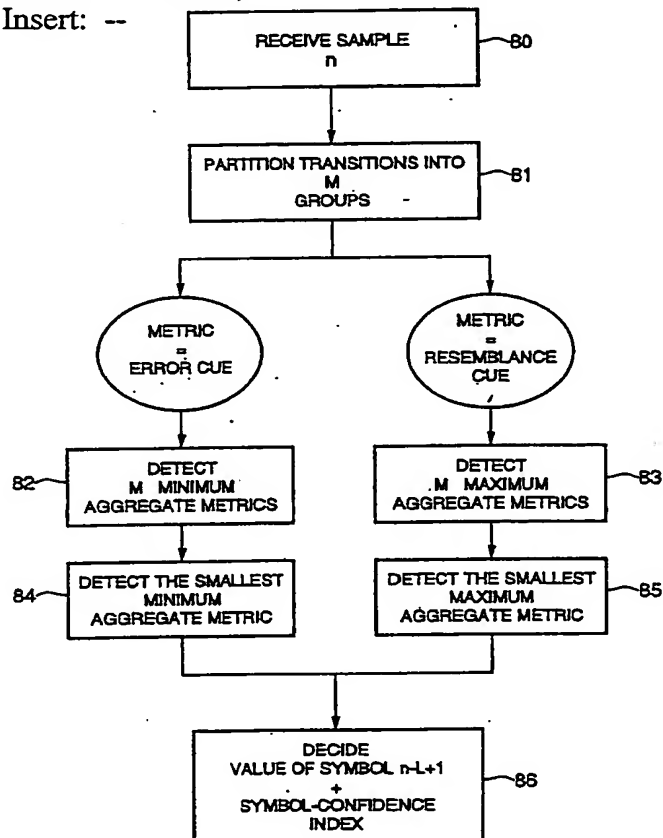 Insert: --
RECEIVE SAMPLE
n
80
PARTITION TRANSITIONS INTO
M
GROUPS
81
METRIC
=
ERROR CUE
METRIC
=
RESEMBLANCE
CUE
82
DETECT
M MINIMUM
AGGREGATE METRICS
DETECT
M MAXIMUM
AGGREGATE METRICS
83
84
DETECT THE SMALLEST
MINIMUM
AGGREGATE METRIC
DETECT THE SMALLEST
MAXIMUM
AGGREGATE METRIC
85
DECIDE
VALUE OF SYMBOL n-L+1
+
SYMBOL-CONFIDENCE
INDEX
86